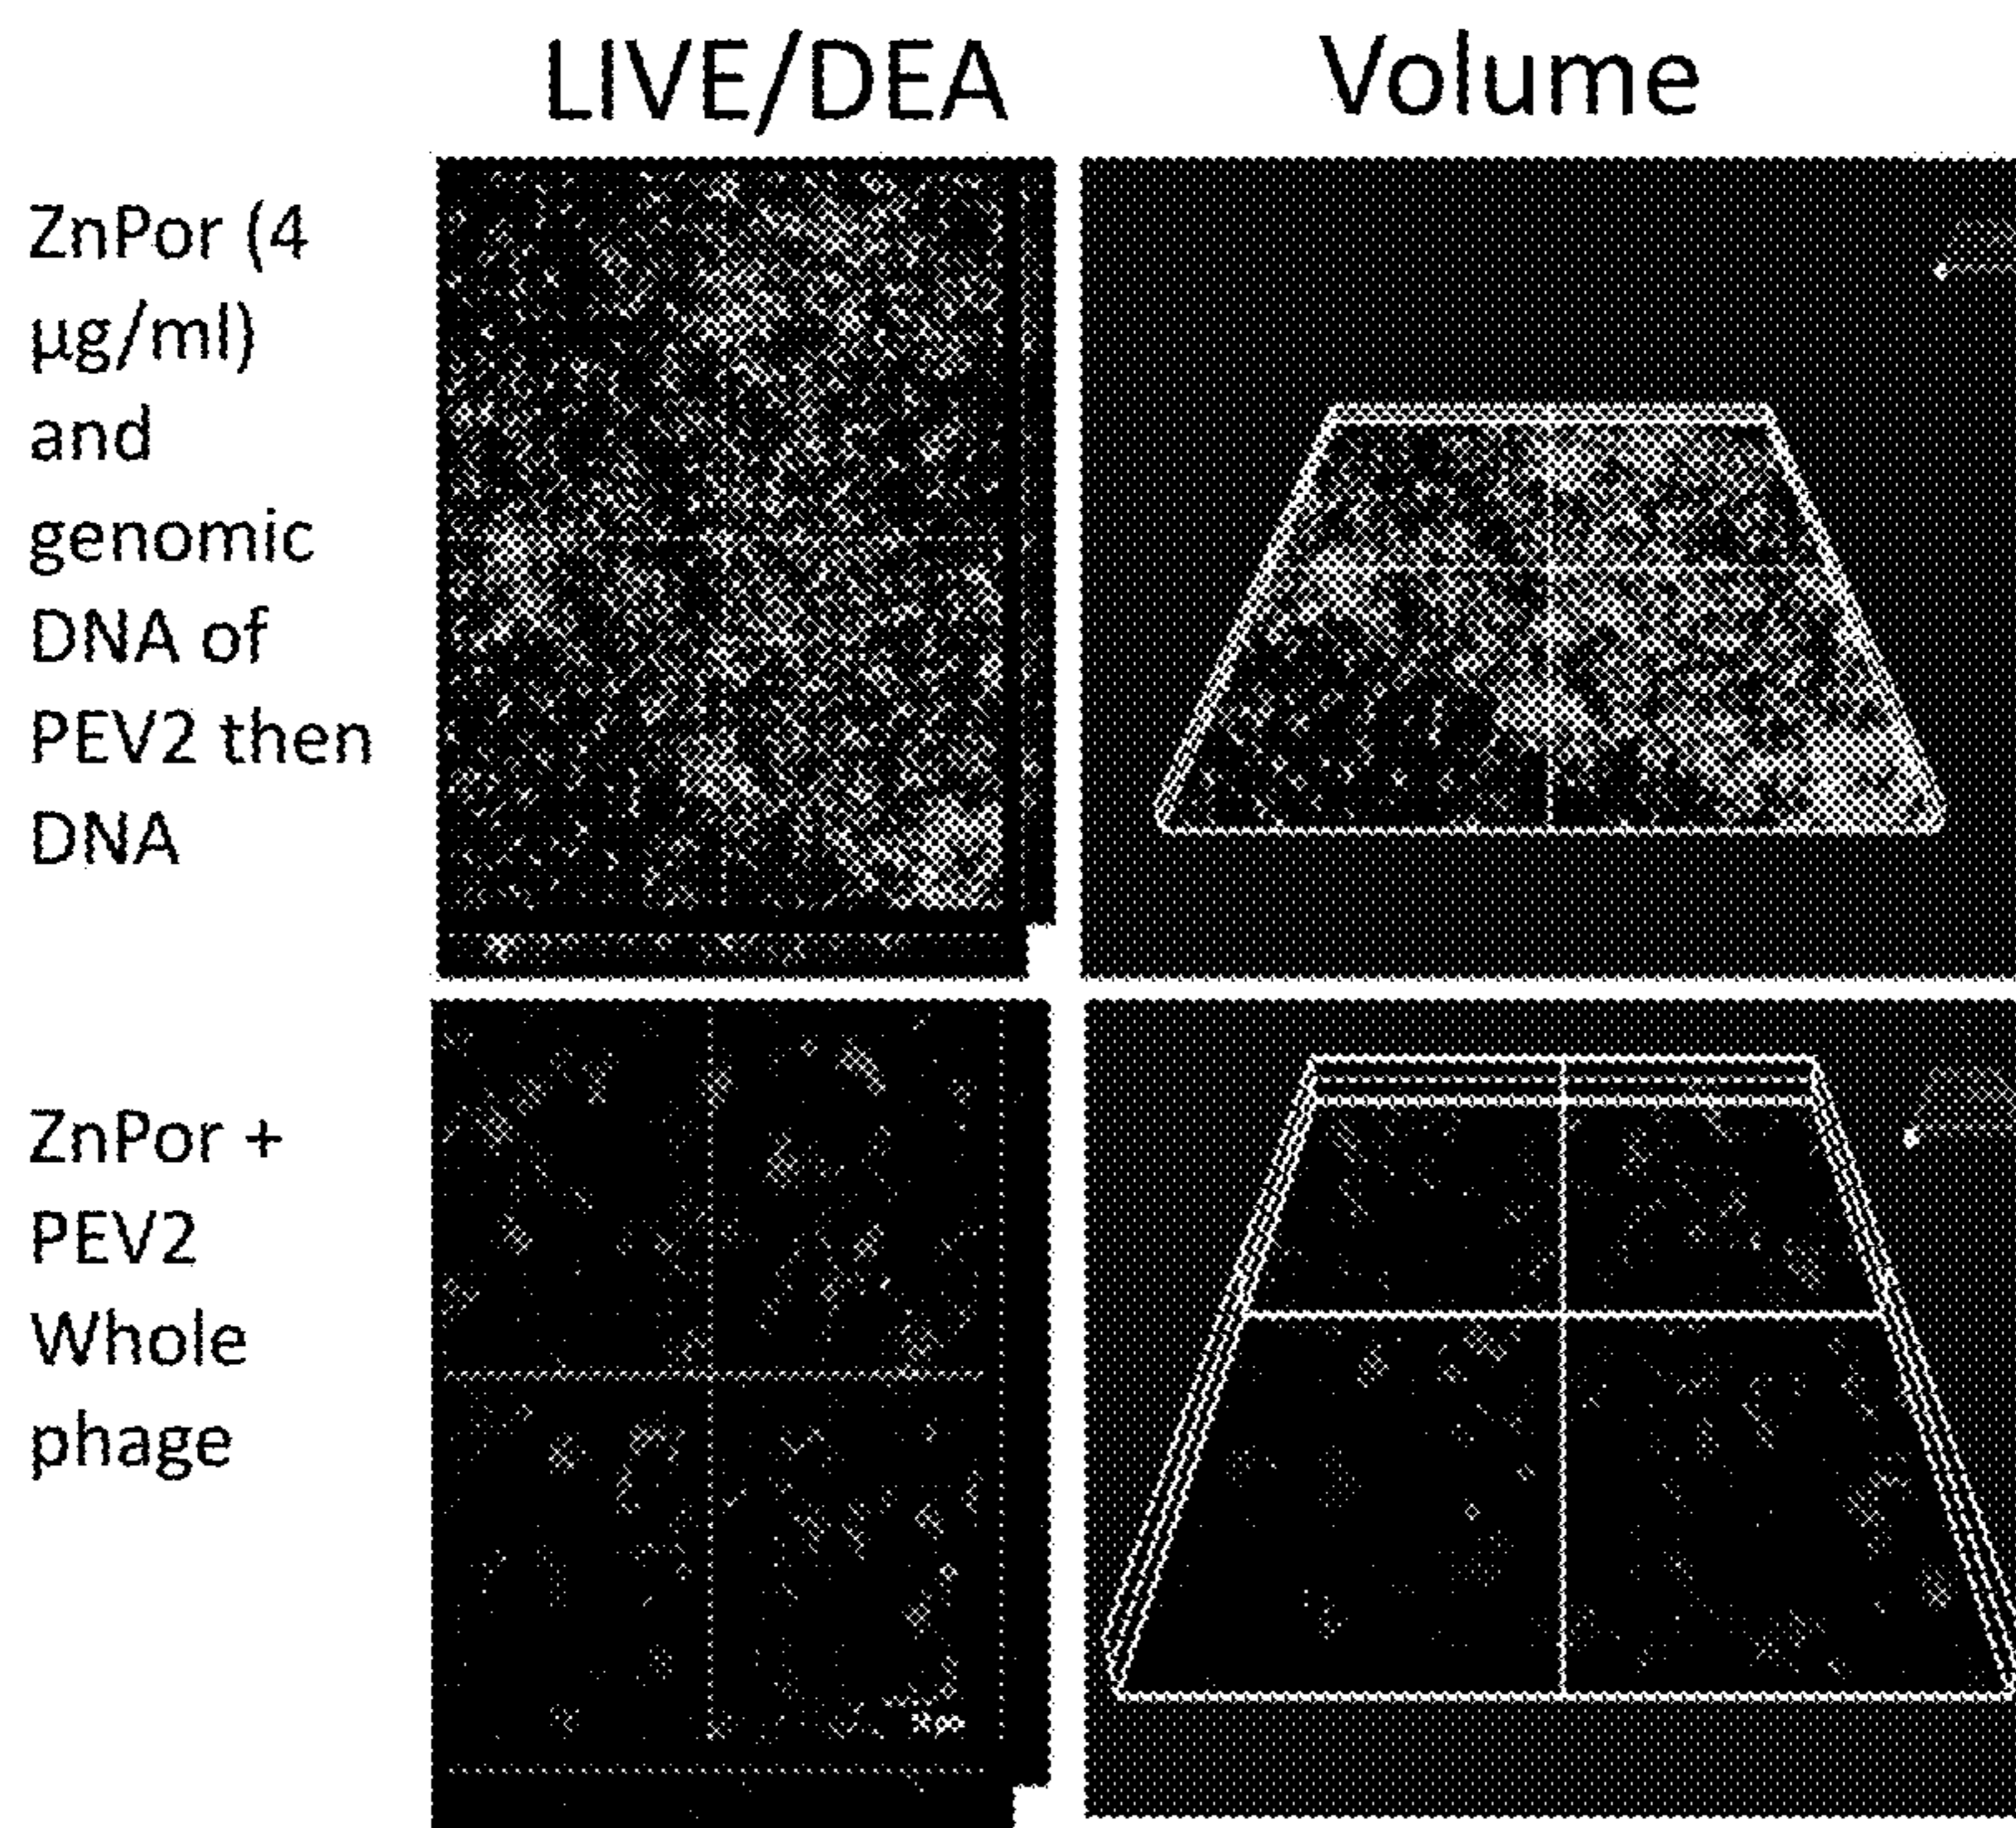 LIVE/DEA
Volume
ZnPor (4
µg/ml)
and
genomic
DNA of
PEV2 then
DNA
ZnPor +
PEV2
Whole
phage